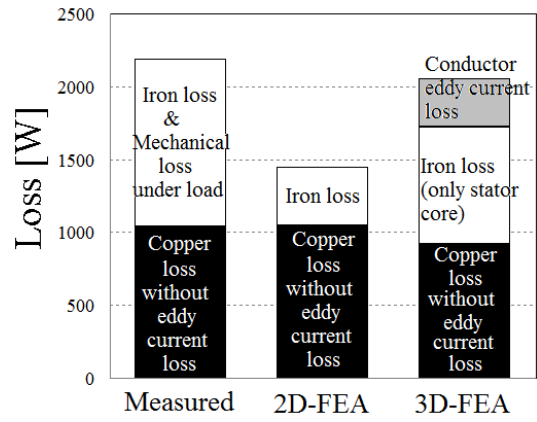 Loss [W]
2500
2000
1500
1000
500
0
Iron loss
&
Mechanical
loss
under load
Copper
loss
without
eddy
current
loss
Iron loss
Copper
loss
without
eddy
current
loss
Conductor
eddy current
loss
Iron loss
(only stator
core)
Copper
loss
without
eddy
current
loss
Measured
2D-FEA
3D-FEA